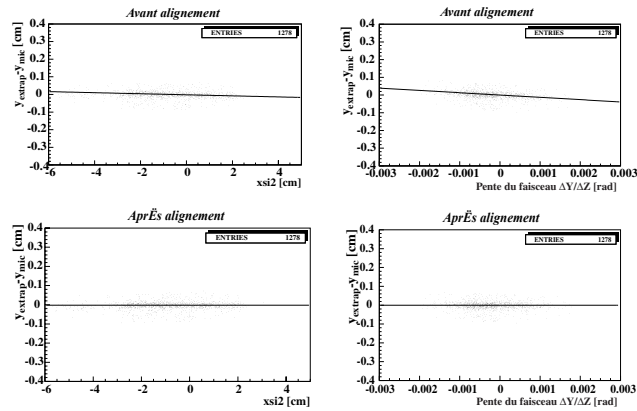 Avant alignement
ENTRIES 1278
y_extrap-y_mic [cm]
0.4
0.3
0.2
0.1
0
-0.1
-0.2
-0.3
-0.4
-6 -4 -2 0 2 4
xsi2 [cm]
Avant alignement
ENTRIES 1278
y_extrap-y_mic [cm]
0.4
0.3
0.2
0.1
0
-0.1
-0.2
-0.3
-0.4
-0.003 -0.002 -0.001 0 0.001 0.002 0.003
Pente du faisceau ΔY/ΔZ [rad]
AprËs alignement
ENTRIES 1278
y_extrap-y_mic [cm]
0.4
0.3
0.2
0.1
0
-0.1
-0.2
-0.3
-0.4
-6 -4 -2 0 2 4
xsi2 [cm]
AprËs alignement
ENTRIES 1278
y_extrap-y_mic [cm]
0.4
0.3
0.2
0.1
0
-0.1
-0.2
-0.3
-0.4
-0.003 -0.002 -0.001 0 0.001 0.002 0.003
Pente du faisceau ΔY/ΔZ [rad]